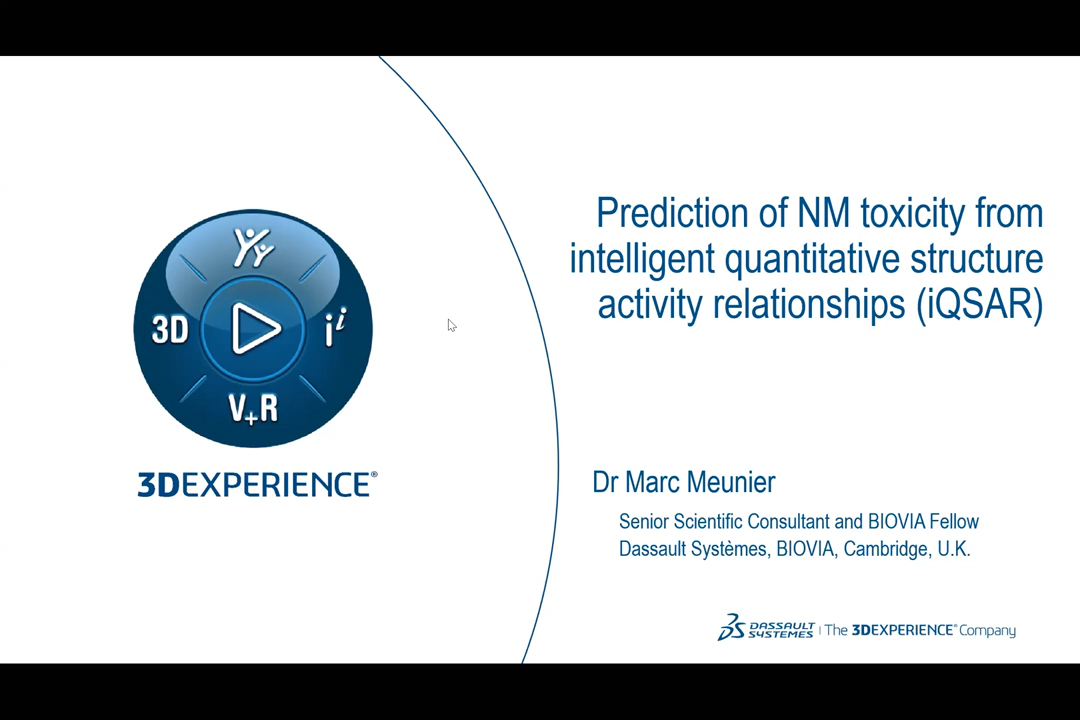 Prediction of NM toxicity from
intelligent quantitative structure
activity relationships (iQSAR)
3D
i i
V+R
3DEXPERIENCE®
Dr Marc Meunier
Senior Scientific Consultant and BIOVIA Fellow
Dassault Systèmes, BIOVIA, Cambridge, U.K.
3DS DASSAULT SYSTEMES | The 3DEXPERIENCE® Company